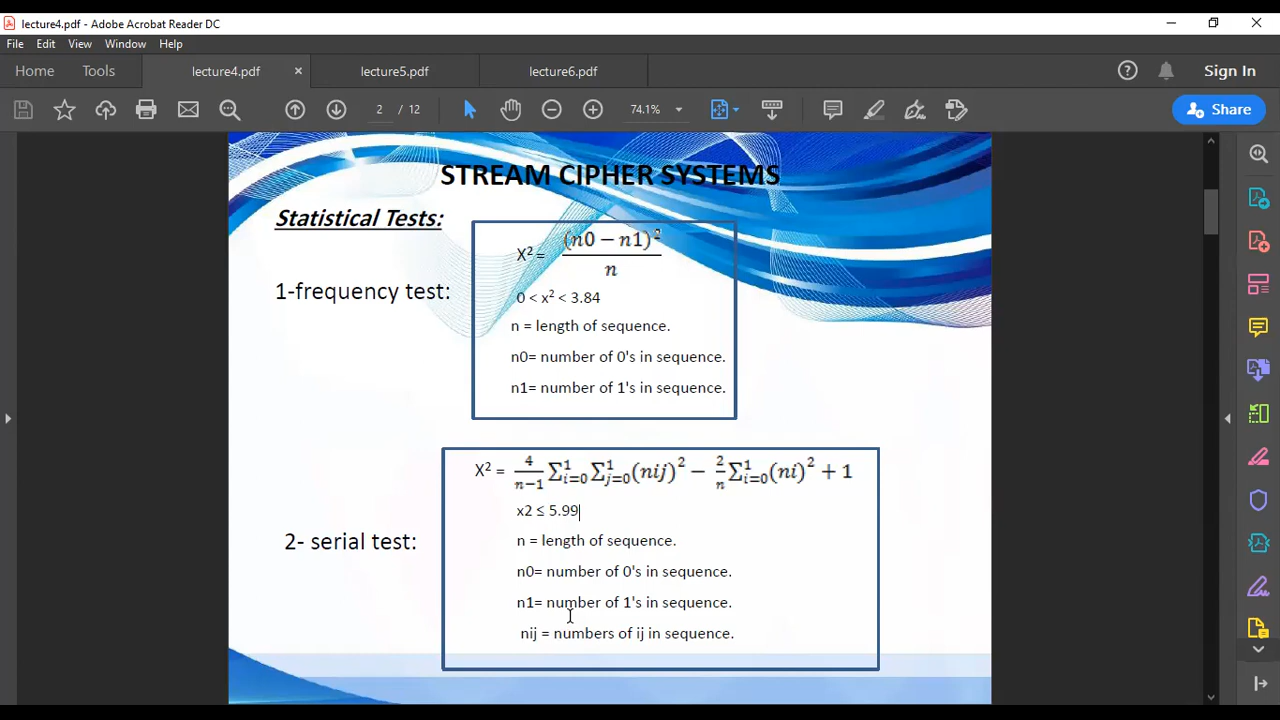 lecture4.pdf - Adobe Acrobat Reader DC
File Edit View Window Help
Home Tools lecture4.pdf × lecture5.pdf lecture6.pdf Sign In
2 / 12 74.1% Share
STREAM CIPHER SYSTEMS
Statistical Tests:
X² = (n0 − n1)² / n
1-frequency test:
0 < x² < 3.84
n = length of sequence.
n0= number of 0's in sequence.
n1= number of 1's in sequence.
X² = 4/(n−1) ∑¹ᵢ₌₀ ∑¹ⱼ₌₀ (nij)² − 2/n ∑¹ᵢ₌₀ (ni)² + 1
x2 ≤ 5.99
2- serial test:
n = length of sequence.
n0= number of 0's in sequence.
n1= number of 1's in sequence.
nij = numbers of ij in sequence.